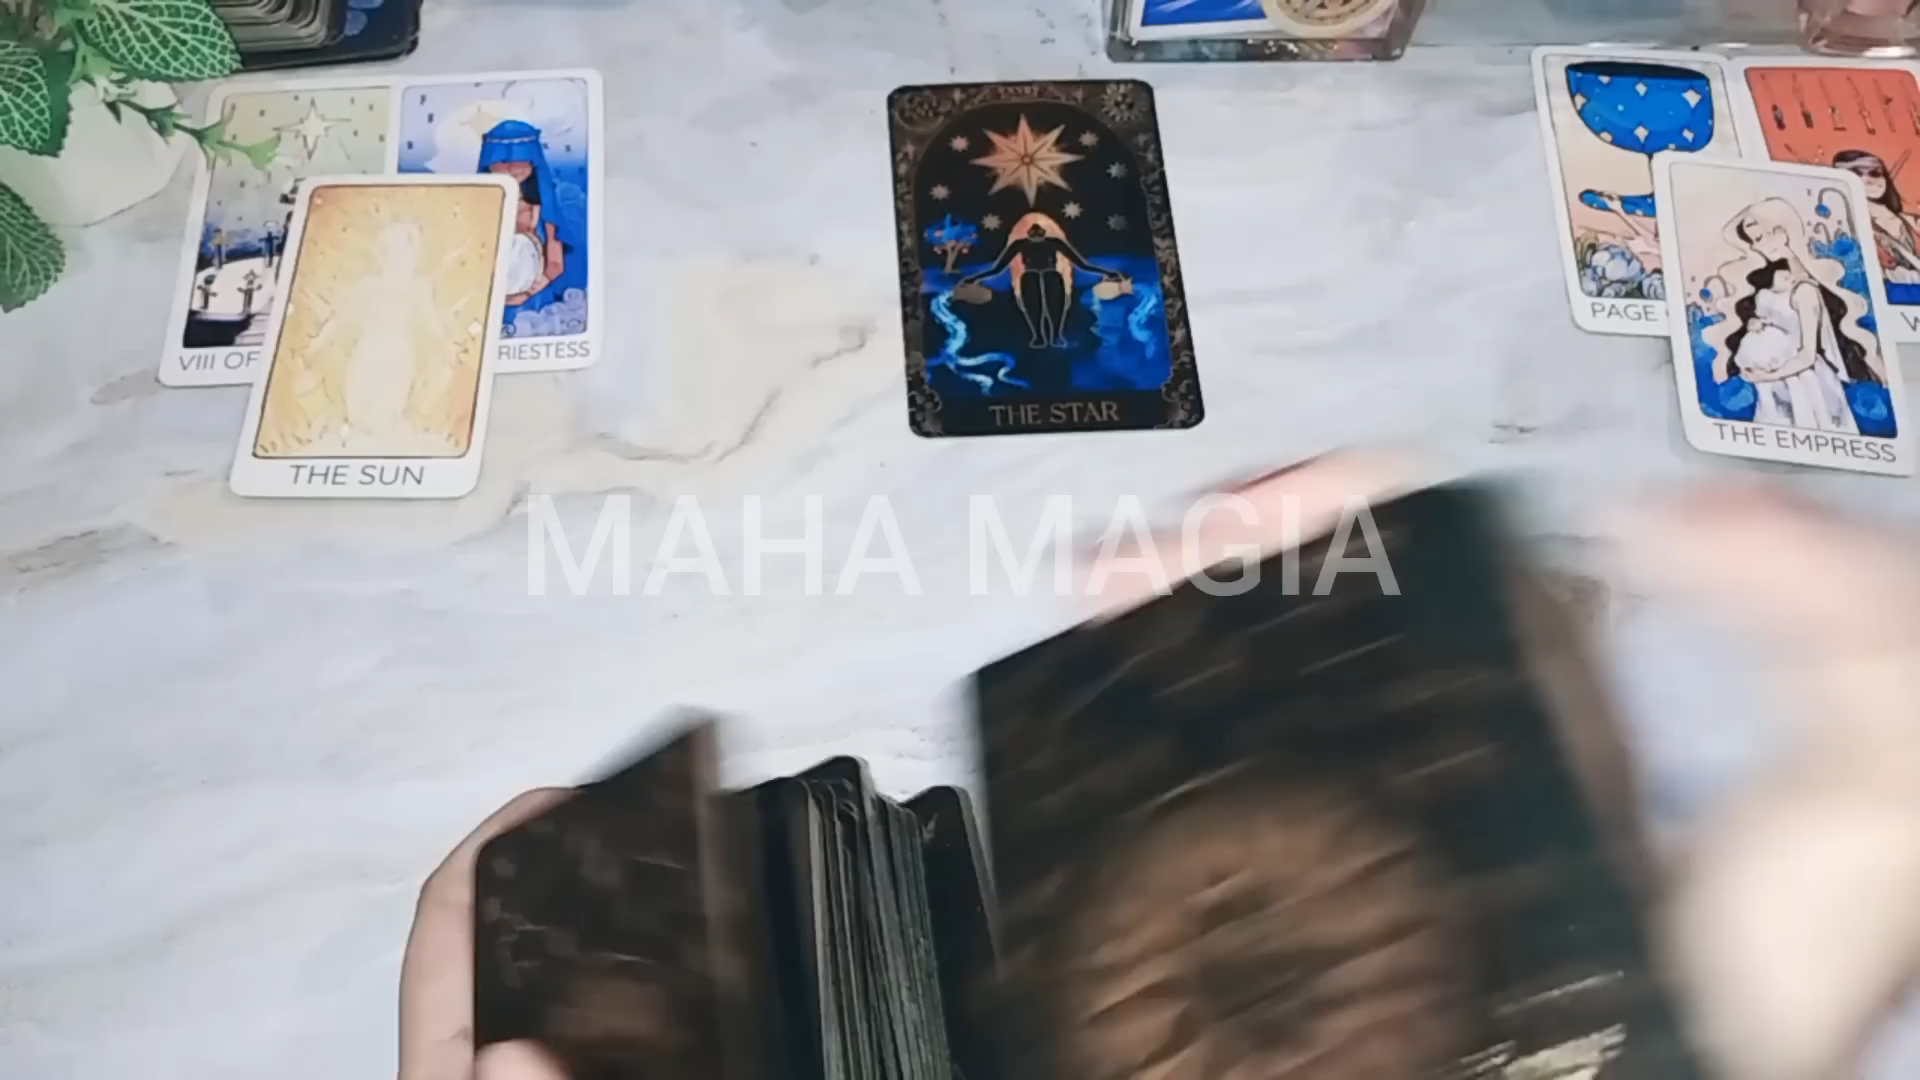 VIII OF
RIESTESS
THE SUN
THE STAR
PAGE
THE EMPRESS
MAHA MAGIA